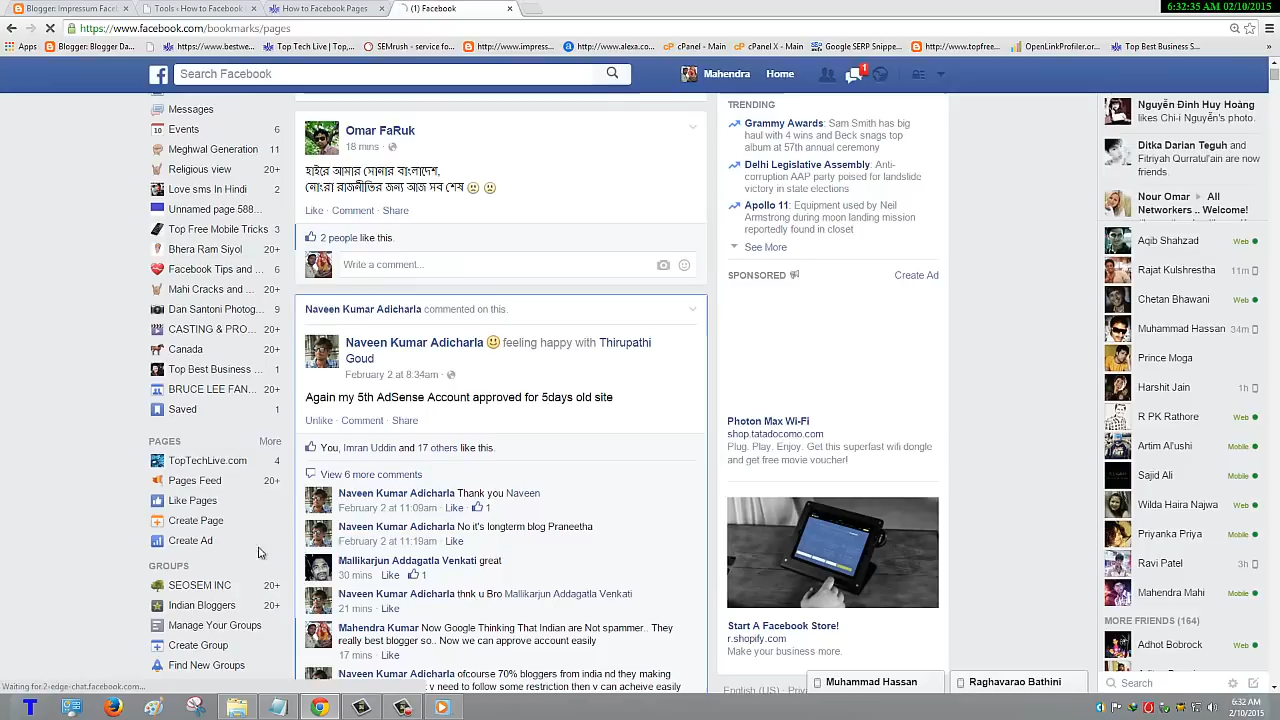 6:32:35 AM 02/10/2015
Blogger: Impressum Fac
Tools ‹ How to Facebook
How to Facebook Pages
(1) Facebook
https://www.facebook.com/bookmarks/pages
Apps
Blogger: Blogger Da...
https://www.bestwe...
Top Tech Live | Top,...
SEMrush - service fo...
http://www.impress...
http://www.alexa.co...
cPanel - Main
cPanel X - Main
Google SERP Snippe...
http://www.topfree...
OpenLinkProfiler.or...
Top Best Business S...
Search Facebook
Mahendra
Home
1
Messages
Events 6
Meghwal Generation 11
Religious view 20+
Love sms In Hindi 2
Unnamed page 588...
Top Free Mobile Tricks 3
Bhera Ram Siyol 20+
Facebook Tips and ... 6
Mahi Cracks and ... 20+
Dan Santoni Photog... 9
CASTING & PRO... 20+
Canada 20+
Top Best Business ... 1
BRUCE LEE FAN... 20+
Saved 1
PAGES More
TopTechLive.com 4
Pages Feed 20+
Like Pages
Create Page
Create Ad
GROUPS
SEOSEM INC 20+
Indian Bloggers 20+
Manage Your Groups
Create Group
Find New Groups
Waiting for 2-edge-chat.facebook.com...
Omar FaRuk
18 mins ·
হাইরে আমার সোনার বাংলাদেশ,
নোংরা রাজনীতির জন্য আজ সব শেষ
Like · Comment · Share
2 people like this.
Write a comment...
Naveen Kumar Adicharla commented on this.
Naveen Kumar Adicharla feeling happy with Thirupathi
Goud
February 2 at 8:34am ·
Again my 5th AdSense Account approved for 5days old site
Unlike · Comment · Share
You, Imran Uddin and 17 others like this.
View 6 more comments
Naveen Kumar Adicharla Thank you Naveen
February 2 at 11:09am · Like · 1
Naveen Kumar Adicharla No it's longterm blog Praneetha
February 2 at 11:19am · Like
Mallikarjun Addagatla Venkati great
30 mins · Like · 1
Naveen Kumar Adicharla thnk u Bro Mallikarjun Addagatla Venkati
21 mins · Like
Mahendra Kumar Now Google Thinking That Indian are Not spammer.. They
really best blogger so.. Now we can approve account easily
17 mins · Like
Naveen Kumar Adicharla ofcourse 70% bloggers from india nd they making
v need to follow some restriction then v can acheive easily
TRENDING
Grammy Awards: Sam Smith has big
haul with 4 wins and Beck snags top
album at 57th annual ceremony
Delhi Legislative Assembly: Anti-
corruption AAP party poised for landslide
victory in state elections
Apollo 11: Equipment used by Neil
Armstrong during moon landing mission
reportedly found in closet
See More
SPONSORED Create Ad
Photon Max Wi-Fi
shop.tatadocomo.com
Plug. Play. Enjoy. Get this superfast wifi dongle
and get free movie voucher!
Start A Facebook Store!
r.shopify.com
Make your business more.
English (US) · Priv
Muhammad Hassan
Raghavarao Bathini
Nguyễn Đinh Huy Hoàng
likes Chi-i Nguyễn's photo.
Ditka Darian Teguh and
Fitriya Qurratul'ain are now
friends.
Nour Omar ▸ All
Networkers .. Welcome!
Aqib Shahzad Web
Rajat Kulshrestha 11m
Chetan Bhawani Web
Muhammad Hassan 34m
Prince Moga
Harshit Jain 1h
R PK Rathore Web
Artim Al'ushi Mobile
Sajid Ali Mobile
Wilda Haira Najwa Web
Priyanka Priya Mobile
Ravi Patel 3h
Mahendra Mahi Mobile
MORE FRIENDS (164)
Adhot Bobrock Web
Search
6:32 AM
2/10/2015